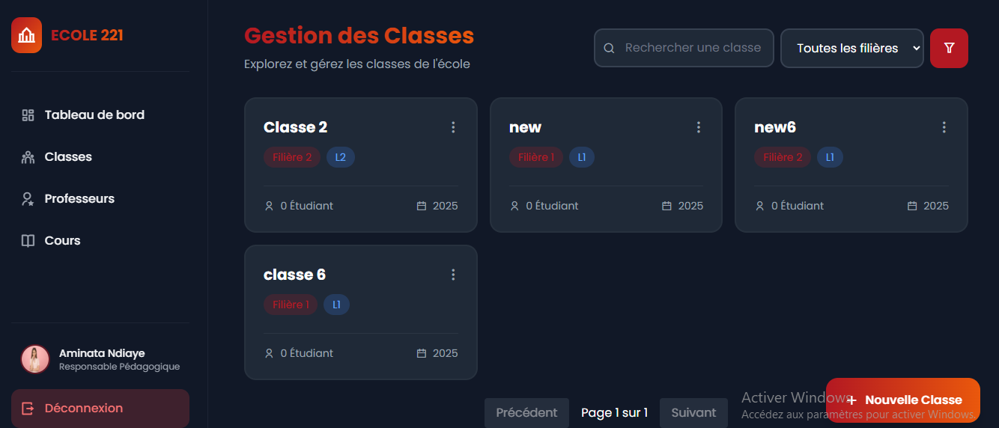 ECOLE 221
Tableau de bord
Classes
Professeurs
Cours
Aminata Ndiaye
Responsable Pédagogique
Déconnexion
Gestion des Classes
Explorez et gérez les classes de l'école
Rechercher une classe
Toutes les filières
Classe 2
Filière 2 L2
0 Étudiant 2025
new
Filière 1 L1
0 Étudiant 2025
new6
Filière 2 L1
0 Étudiant 2025
classe 6
Filière 1 L1
0 Étudiant 2025
Précédent Page 1 sur 1 Suivant
+ Nouvelle Classe
Activer Windows
Accédez aux paramètres pour activer Windows.